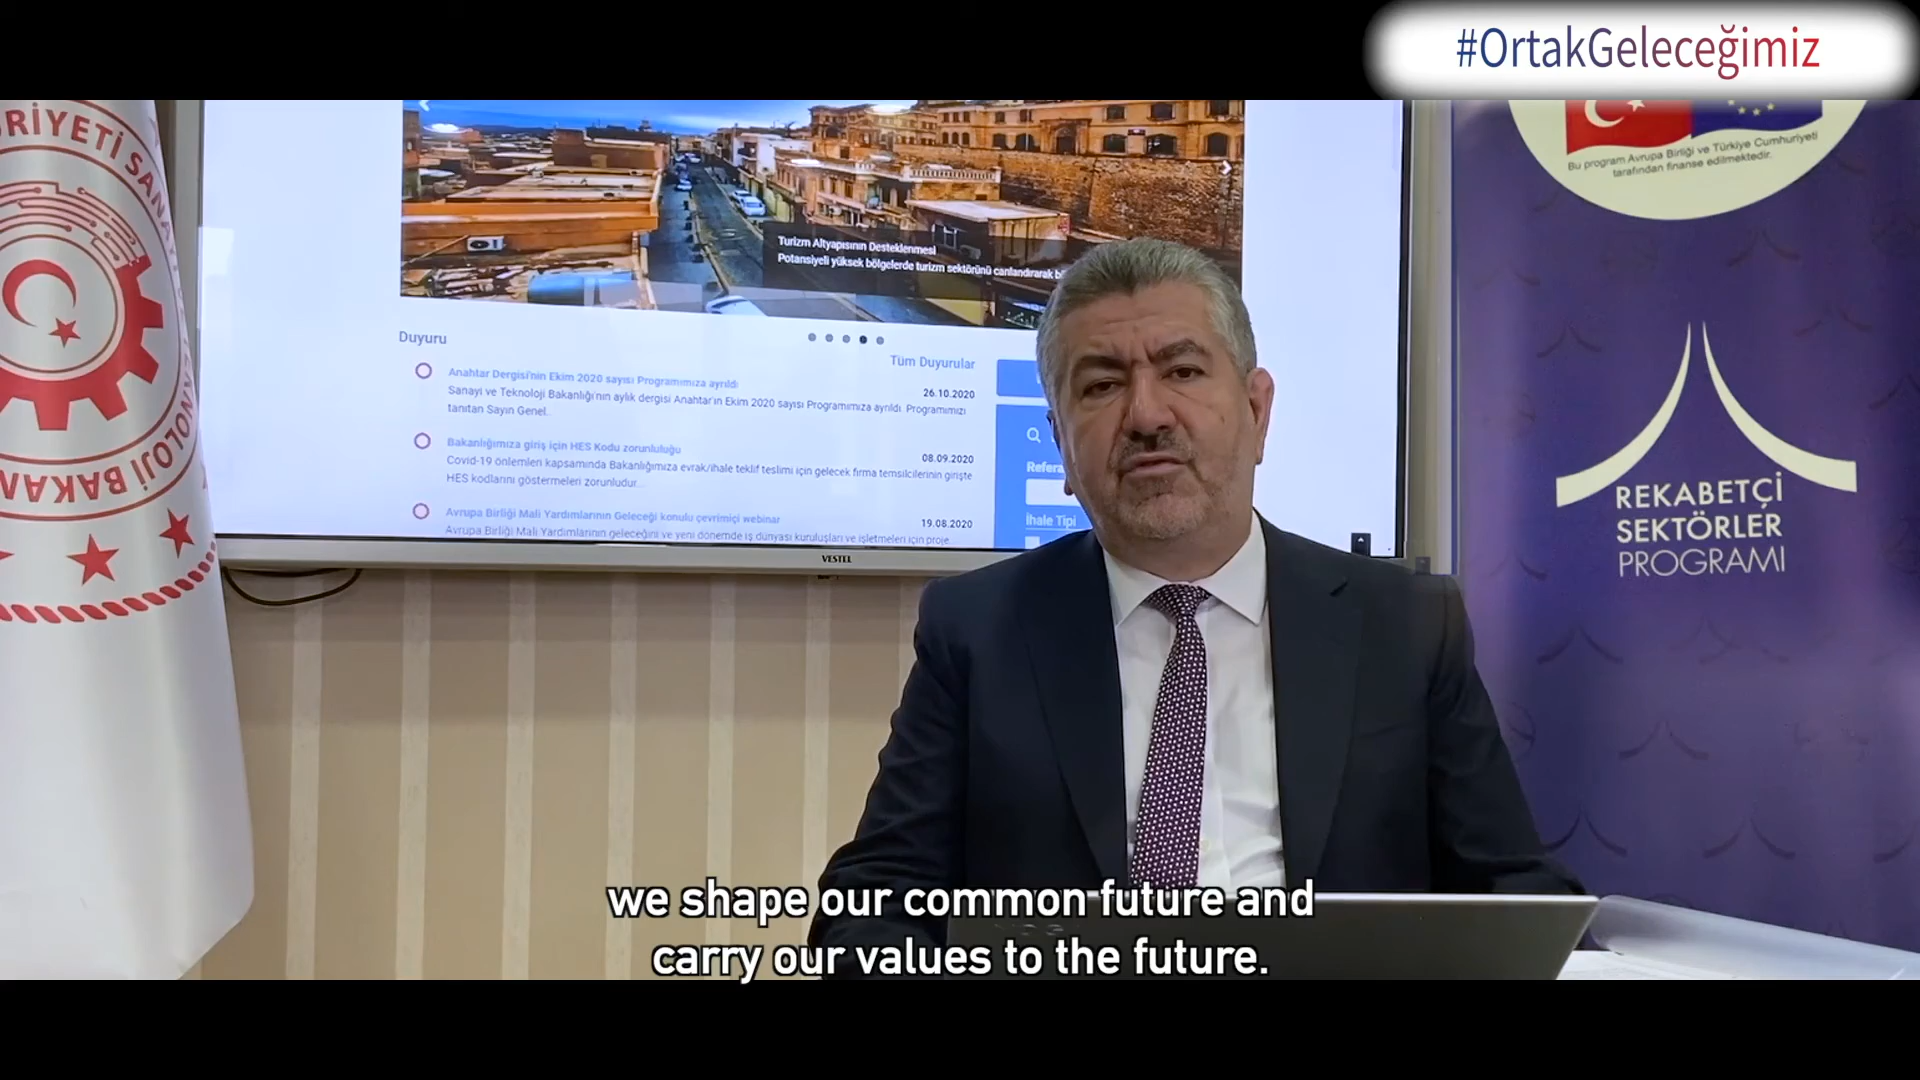 #OrtakGeleceğimiz
RİYETİ SANAYİ
TEKNOLOJİ BAKAN
Bu program Avrupa Birliği ve Türkiye Cumhuriyeti
tarafından finanse edilmektedir.
Turizm Altyapısının Desteklenmesi
Potansiyeli yüksek bölgelerde turizm sektörünü canlandırarak
Duyuru
Tüm Duyurular
Anahtar Dergisi'nin Ekim 2020 sayısı Programımıza ayrıldı
26.10.2020
Sanayi ve Teknoloji Bakanlığı'nın aylık dergisi Anahtar'ın Ekim 2020 sayısı Programımıza ayrıldı. Programımızı
tanıtan Sayın Genel...
Bakanlığımıza giriş için HES Kodu zorunluluğu
08.09.2020
Covid-19 önlemleri kapsamında Bakanlığımıza evrak/ihale teklif teslimi için gelecek firma temsilcilerinin girişte
HES kodlarını göstermeleri zorunludur...
Avrupa Birliği Mali Yardımlarının Geleceği konulu çevrimiçi webinar
19.08.2020
Avrupa Birliği Mali Yardımlarının geleceğini ve yeni dönemde iş dünyası kuruluşları ve işletmeleri için proje...
Refera
İhale Tipi
VESTEL
REKABETÇİ
SEKTÖRLER
PROGRAMI
we shape our common future and
carry our values to the future.